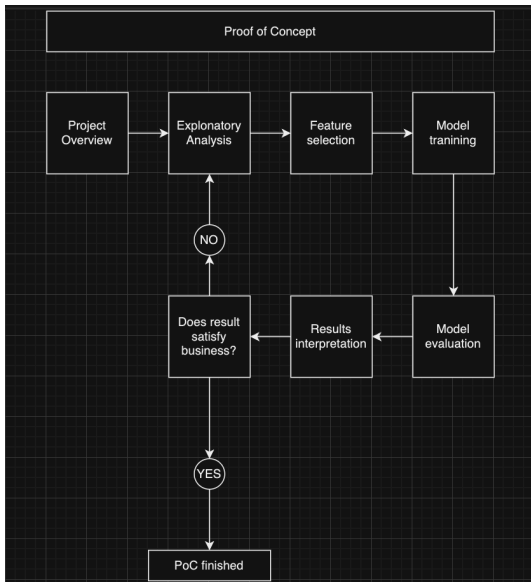 Proof of Concept
Project
Overview
Explonatory
Analysis
Feature
selection
Model
tranining
NO
Does result
satisfy
business?
Results
interpretation
Model
evaluation
YES
PoC finished